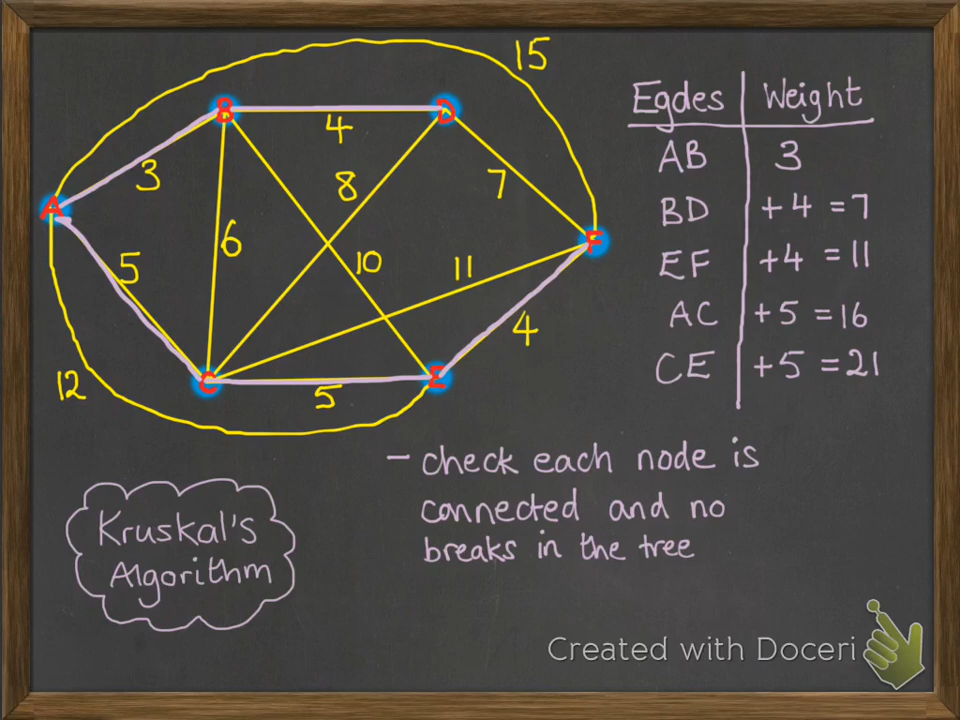 15
Egdes Weight
B D
4
AB 3
3
8
7
BD +4 =7
A
F
6
5
10
11
EF +4 =11
4
AC +5 =16
CE +5 =21
12
C E
5
- check each node is
connected and no
breaks in the tree
Kruskal's
Algorithm
Created with Doceri